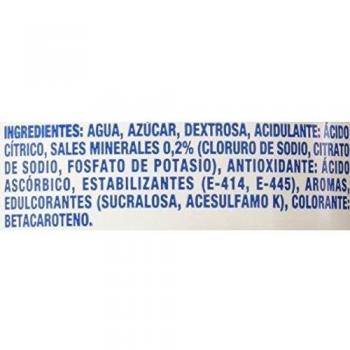 INGREDIENTES: AGUA, AZÚCAR, DEXTROSA, ACIDULANTE: ÁCIDO
CÍTRICO, SALES MINERALES 0,2% (CLORURO DE SODIO, CITRATO
DE SODIO, FOSFATO DE POTASIO), ANTIOXIDANTE: ÁCIDO
ASCÓRBICO, ESTABILIZANTES (E-414, E-445), AROMAS,
EDULCORANTES (SUCRALOSA, ACESULFAMO K), COLORANTE:
BETACAROTENO.